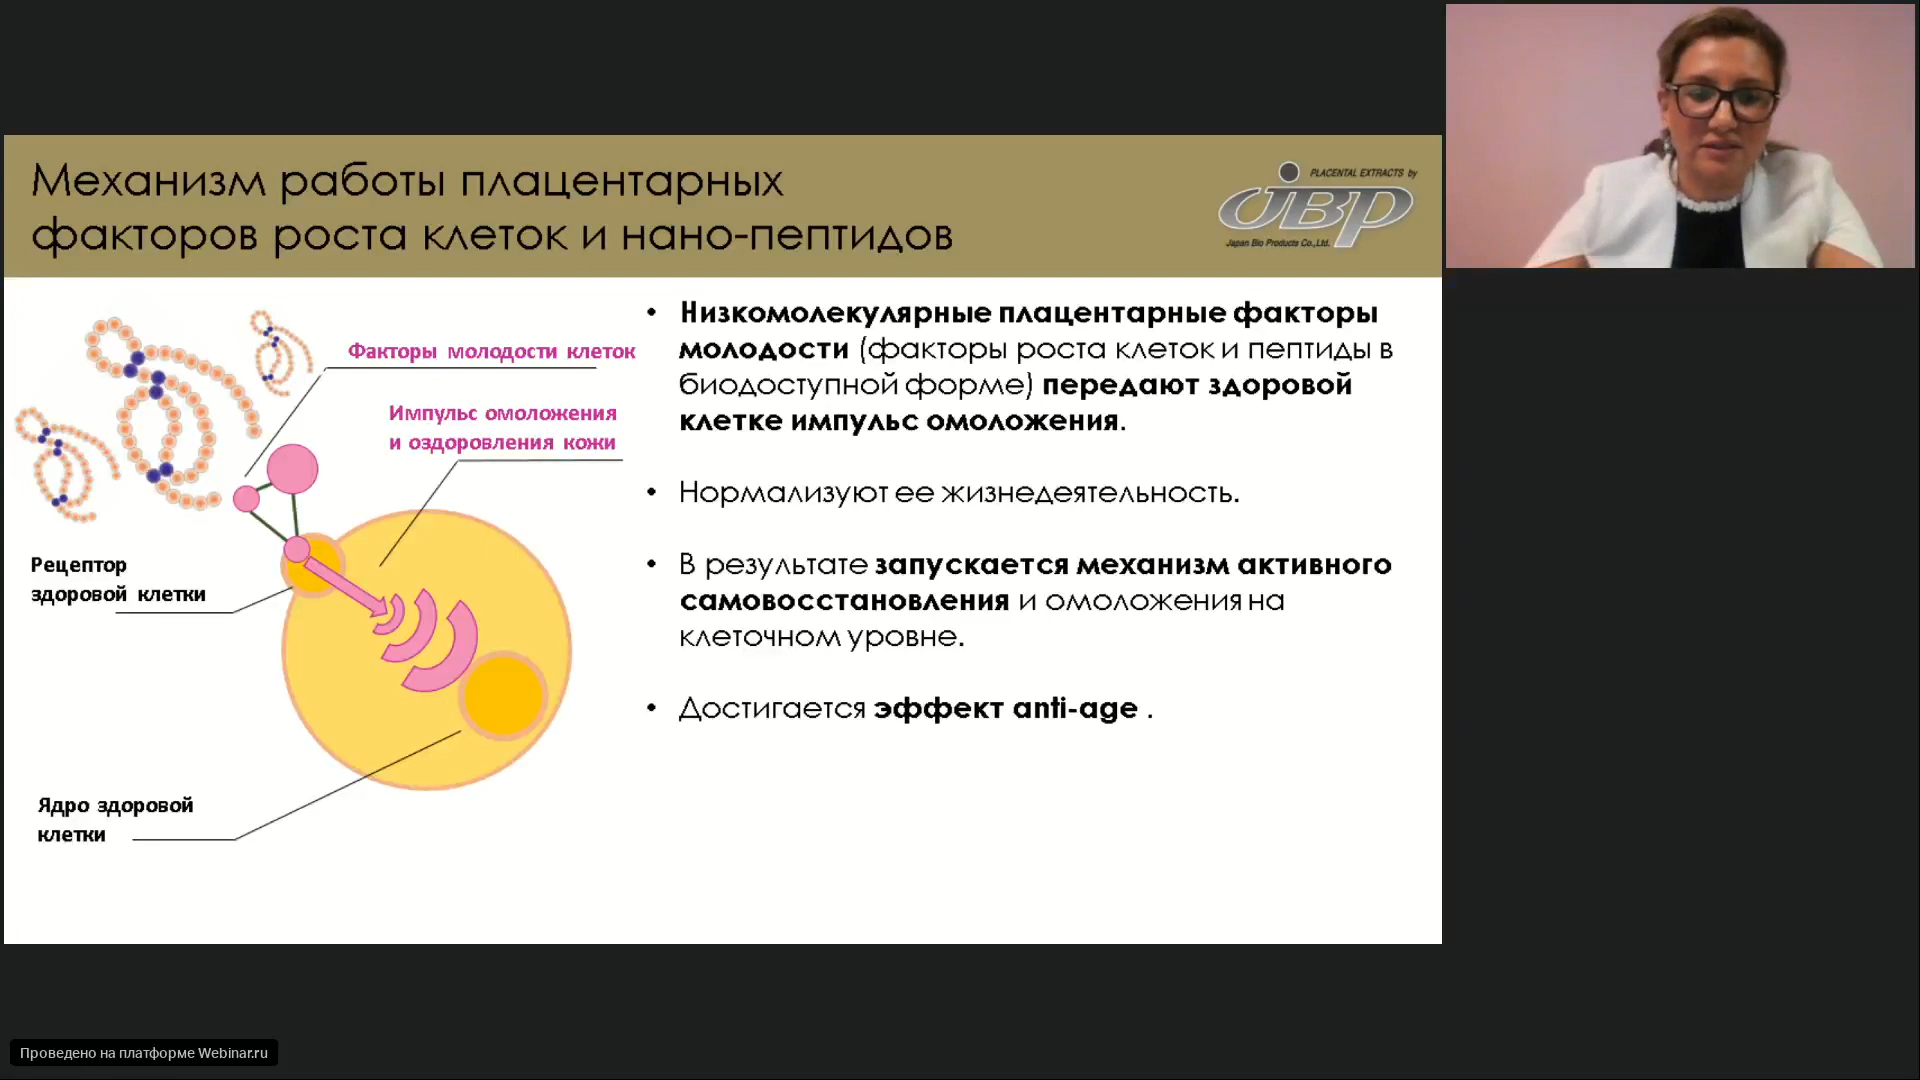 Механизм работы плацентарных
факторов роста клеток и нано-пептидов
PLACENTAL EXTRACTS by
JBP
Japan Bio Products Co.,Ltd.
Факторы молодости клеток
Импульс омоложения
и оздоровления кожи
Рецептор
здоровой клетки
Ядро здоровой
клетки
• Низкомолекулярные плацентарные факторы
молодости (факторы роста клеток и пептиды в
биодоступной форме) передают здоровой
клетке импульс омоложения.
• Нормализуют ее жизнедеятельность.
• В результате запускается механизм активного
самовосстановления и омоложения на
клеточном уровне.
• Достигается эффект anti-age .
Проведено на платформе Webinar.ru